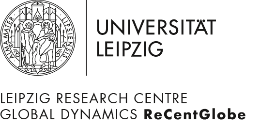 UNIVERSITÄT
LEIPZIG
LEIPZIG RESEARCH CENTRE
GLOBAL DYNAMICS ReCentGlobe